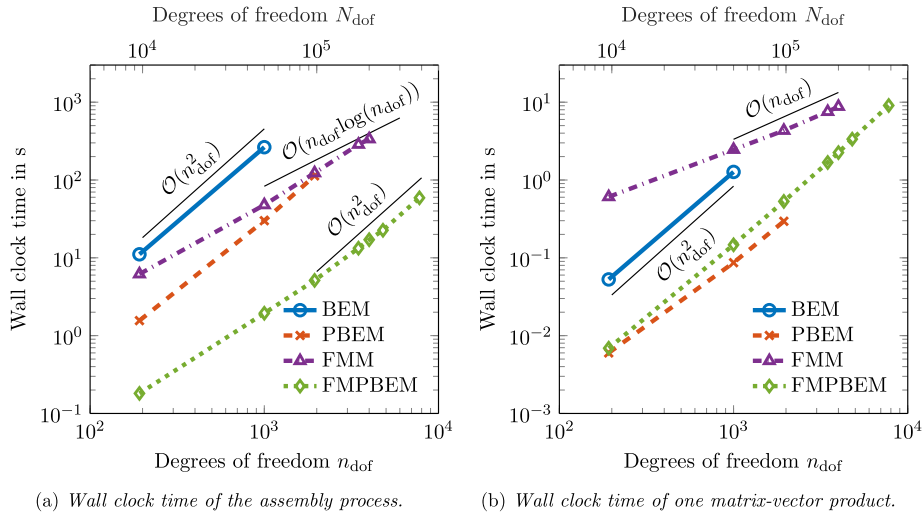 Degrees of freedom N_dof
10^4
10^5
10^3
10^2
10^1
10^0
10^−1
Wall clock time in s
O(n_dof^2)
O(n_dof log(n_dof))
O(n_dof^2)
BEM
PBEM
FMM
FMPBEM
10^2
10^3
10^4
Degrees of freedom n_dof
(a) Wall clock time of the assembly process.
Degrees of freedom N_dof
10^4
10^5
10^1
10^0
10^−1
10^−2
10^−3
Wall clock time in s
O(n_dof)
O(n_dof^2)
BEM
PBEM
FMM
FMPBEM
10^2
10^3
10^4
Degrees of freedom n_dof
(b) Wall clock time of one matrix-vector product.